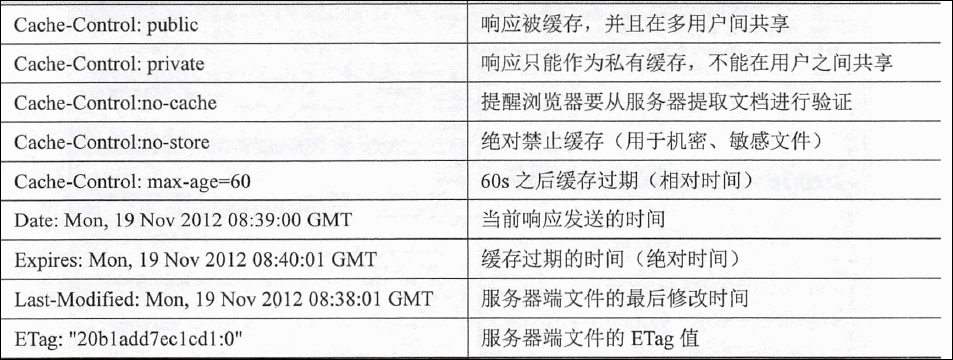 Cache-Control: public 响应被缓存，并且在多用户间共享
Cache-Control: private 响应只能作为私有缓存，不能在用户之间共享
Cache-Control:no-cache 提醒浏览器要从服务器提取文档进行验证
Cache-Control:no-store 绝对禁止缓存（用于机密、敏感文件）
Cache-Control: max-age=60 60s 之后缓存过期（相对时间）
Date: Mon, 19 Nov 2012 08:39:00 GMT 当前响应发送的时间
Expires: Mon, 19 Nov 2012 08:40:01 GMT 缓存过期的时间（绝对时间）
Last-Modified: Mon, 19 Nov 2012 08:38:01 GMT 服务器端文件的最后修改时间
ETag: "20b1add7ec1cd1:0" 服务器端文件的 ETag 值